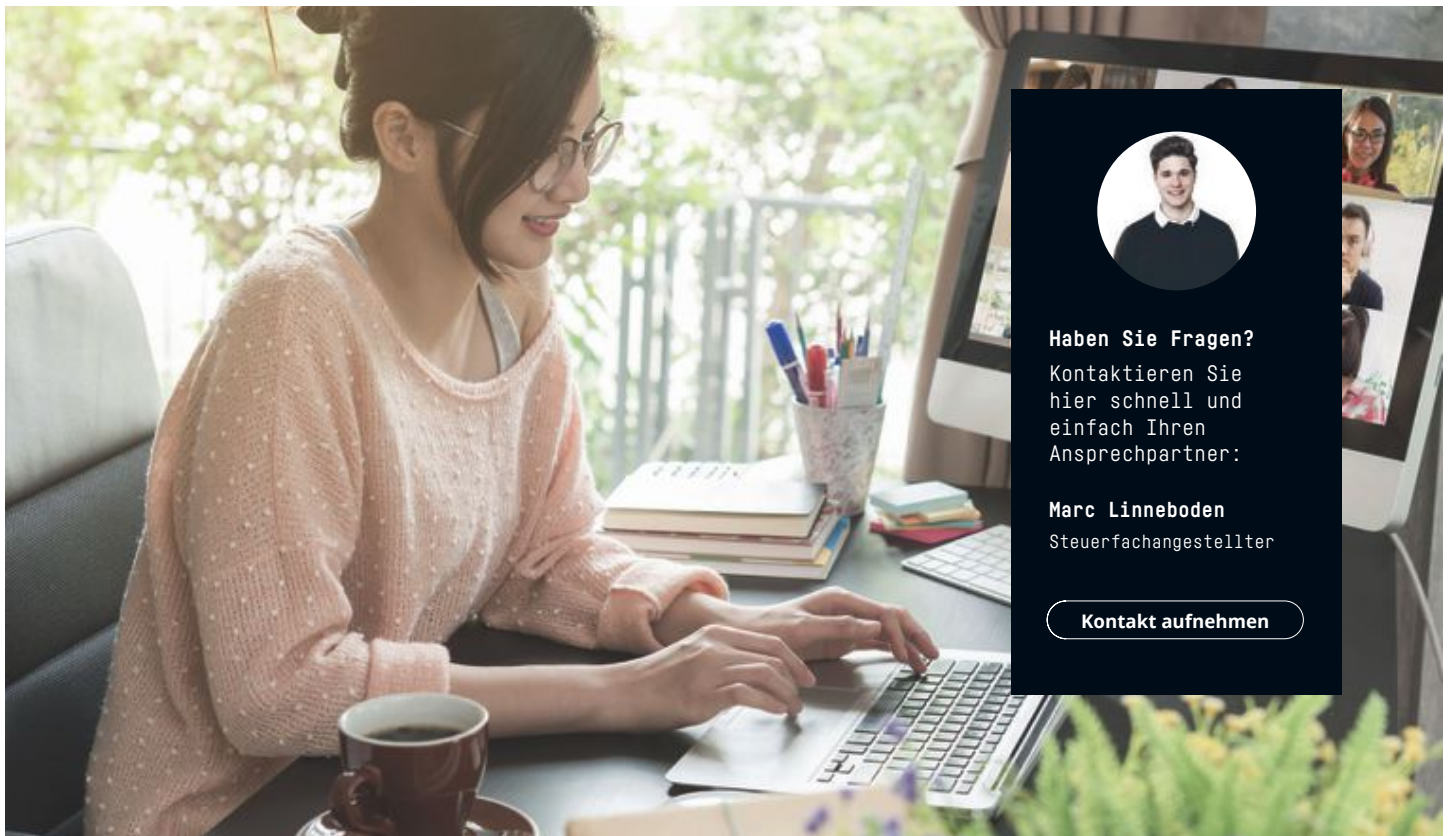 Haben Sie Fragen?
Kontaktieren Sie
hier schnell und
einfach Ihren
Ansprechpartner:
Marc Linneboden
Steuerfachangestellter
Kontakt aufnehmen